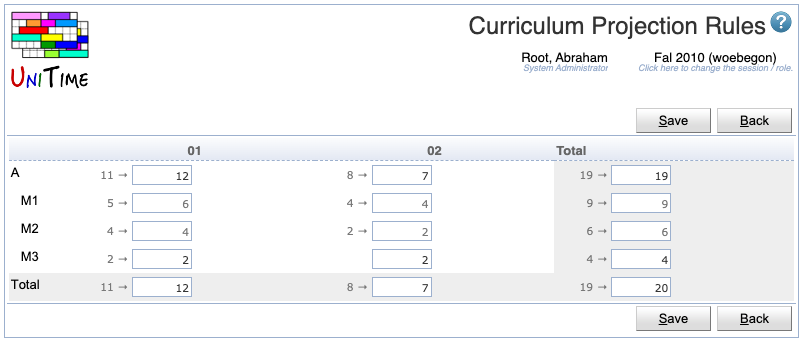 Curriculum Projection Rules ?
UNITIME
Root, Abraham Fal 2010 (woebegon)
System Administrator Click here to change the session / role.
Save Back
01 02 Total
A 11 → 12 8 → 7 19 → 19
M1 5 → 6 4 → 4 9 → 9
M2 4 → 4 2 → 2 6 → 6
M3 2 → 2 2 4 → 4
Total 11 → 12 8 → 7 19 → 20
Save Back